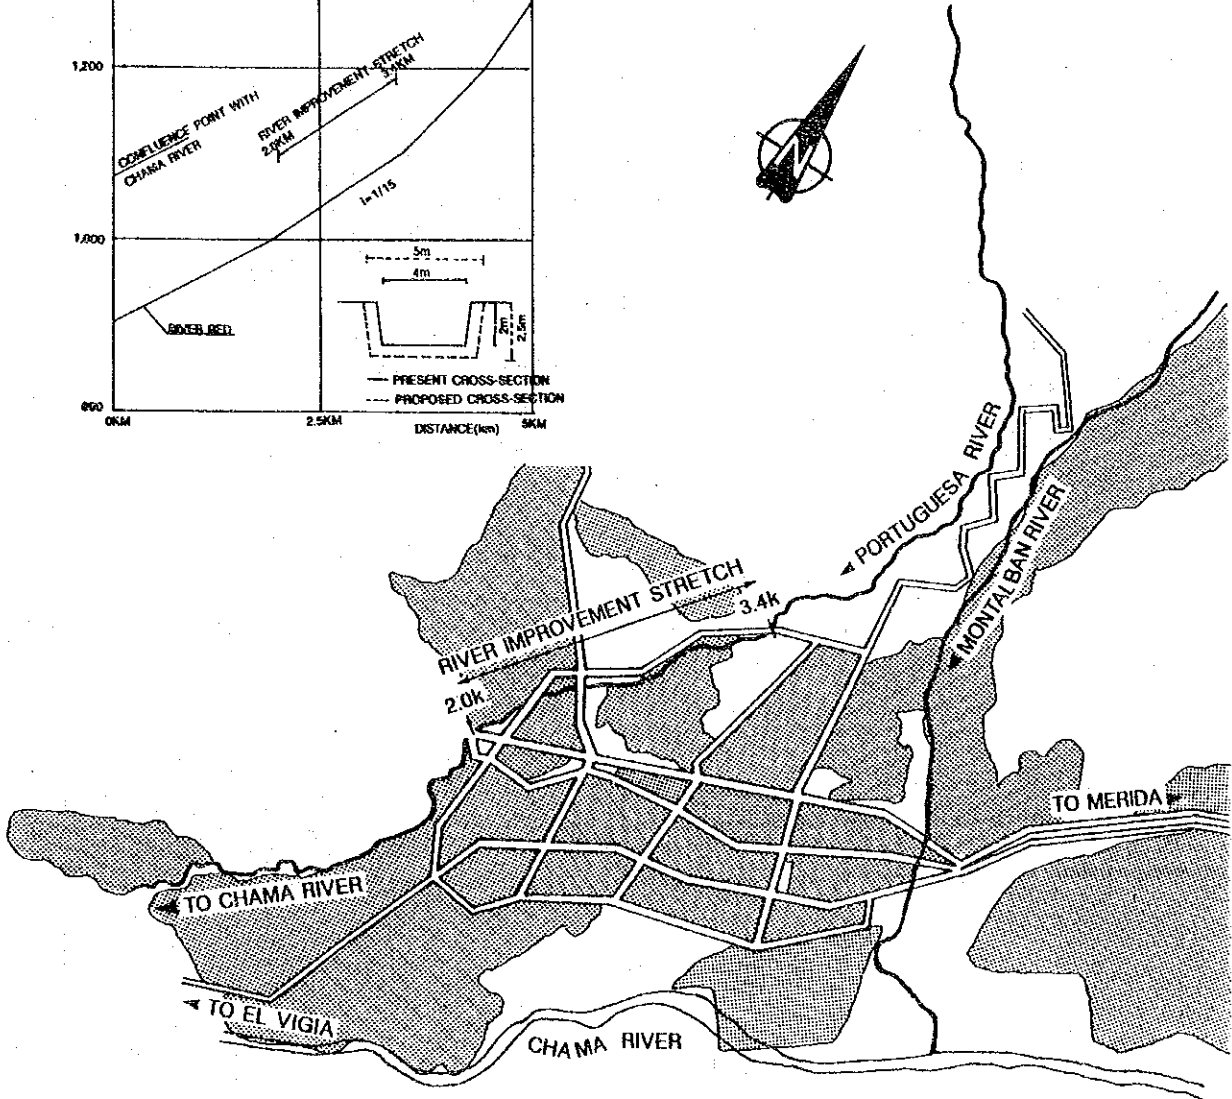 1,200
RIVER IMPROVEMENT STRETCH
3.4KM
2.0KM
CONFLUENCE POINT WITH
CHAMA RIVER
I=1/15
1,000
5m
4m
2m
2.5m
RIVER BED
PRESENT CROSS-SECTION
PROPOSED CROSS-SECTION
0KM
2.5KM
5KM
DISTANCE(km)
N
PORTUGUESA RIVER
MONTALBAN RIVER
RIVER IMPROVEMENT STRETCH
3.4k
2.0k
TO MERIDA
TO CHAMA RIVER
TO EL VIGIA
CHAMA RIVER